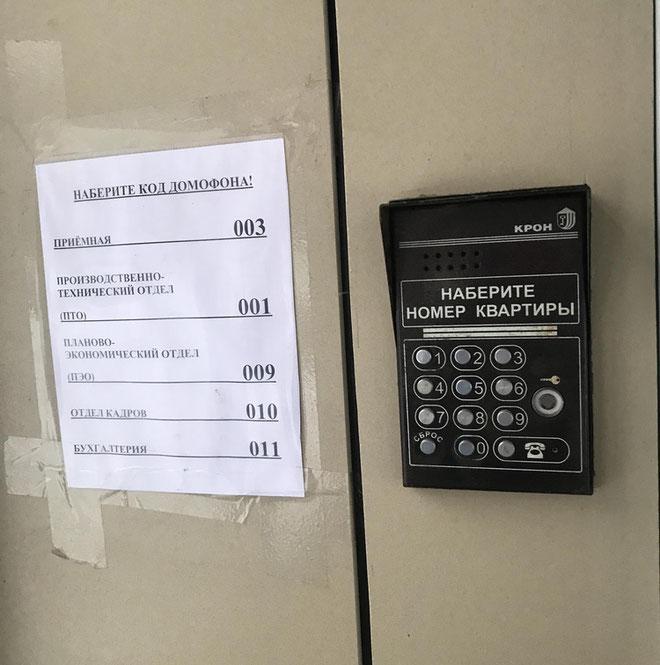 НАБЕРИТЕ КОД ДОМОФОНА!
ПРИЁМНАЯ 003
ПРОИЗВОДСТВЕННО-
ТЕХНИЧЕСКИЙ ОТДЕЛ
(ПТО) 001
ПЛАНОВО-
ЭКОНОМИЧЕСКИЙ ОТДЕЛ
(ПЭО) 009
ОТДЕЛ КАДРОВ 010
БУХГАЛТЕРИЯ 011
КРОН
НАБЕРИТЕ
НОМЕР КВАРТИРЫ
1 2 3
4 5 6
7 8 9
СБРОС 0